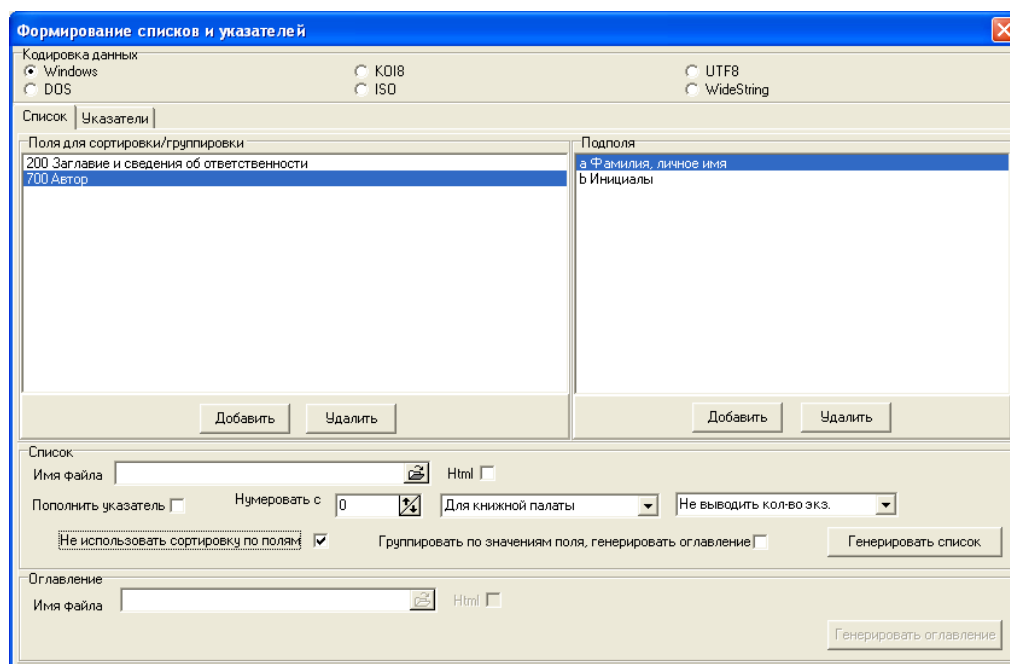 Формирование списков и указателей
Кодировка данных
Windows KOI8 UTF8
DOS ISO WideString
Список Указатели
Поля для сортировки/группировки Подполя
200 Заглавие и сведения об ответственности a Фамилия, личное имя
700 Автор b Инициалы
Добавить Удалить Добавить Удалить
Список
Имя файла Html
Пополнить указатель Нумеровать с 0 Для книжной палаты Не выводить кол-во экз.
Не использовать сортировку по полям Группировать по значениям поля, генерировать оглавление Генерировать список
Оглавление
Имя файла Html
Генерировать оглавление